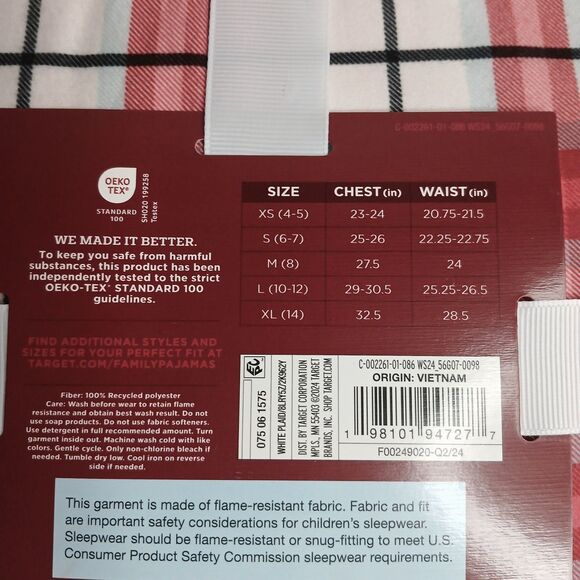 C-002261-01-086 WS24_56G07-0098
OEKO
TEX®
STANDARD
100
SH020 199258
Testex
WE MADE IT BETTER.
To keep you safe from harmful
substances, this product has been
independently tested to the strict
OEKO-TEX® STANDARD 100
guidelines.
SIZE CHEST (in) WAIST (in)
XS (4-5) 23-24 20.75-21.5
S (6-7) 25-26 22.25-22.75
M (8) 27.5 24
L (10-12) 29-30.5 25.25-26.5
XL (14) 32.5 28.5
FIND ADDITIONAL STYLES AND
SIZES FOR YOUR PERFECT FIT AT
TARGET.COM/FAMILYPAJAMAS
Fiber: 100% Recycled polyester
Care: Wash before wear to retain flame
resistance and obtain best wash result. Do not
use soap products. Do not use fabric softeners.
Use detergent in full recommended amount. Turn
garment inside out. Machine wash cold with like
colors. Gentle cycle. Only non-chlorine bleach if
needed. Tumble dry low. Cool iron on reverse
side if needed.
075 06 1575
WHITE PLAID/BLRY5Z/2K962Y
DIST. BY TARGET CORPORATION
MPLS., MN 55403 ©2024 TARGET
BRANDS, INC. SHOP TARGET.COM
C-002261-01-086 WS24_56G07-0098
ORIGIN: VIETNAM
1 98101 94727 7
F00249020-Q2/24
This garment is made of flame-resistant fabric. Fabric and fit
are important safety considerations for children's sleepwear.
Sleepwear should be flame-resistant or snug-fitting to meet U.S.
Consumer Product Safety Commission sleepwear requirements.